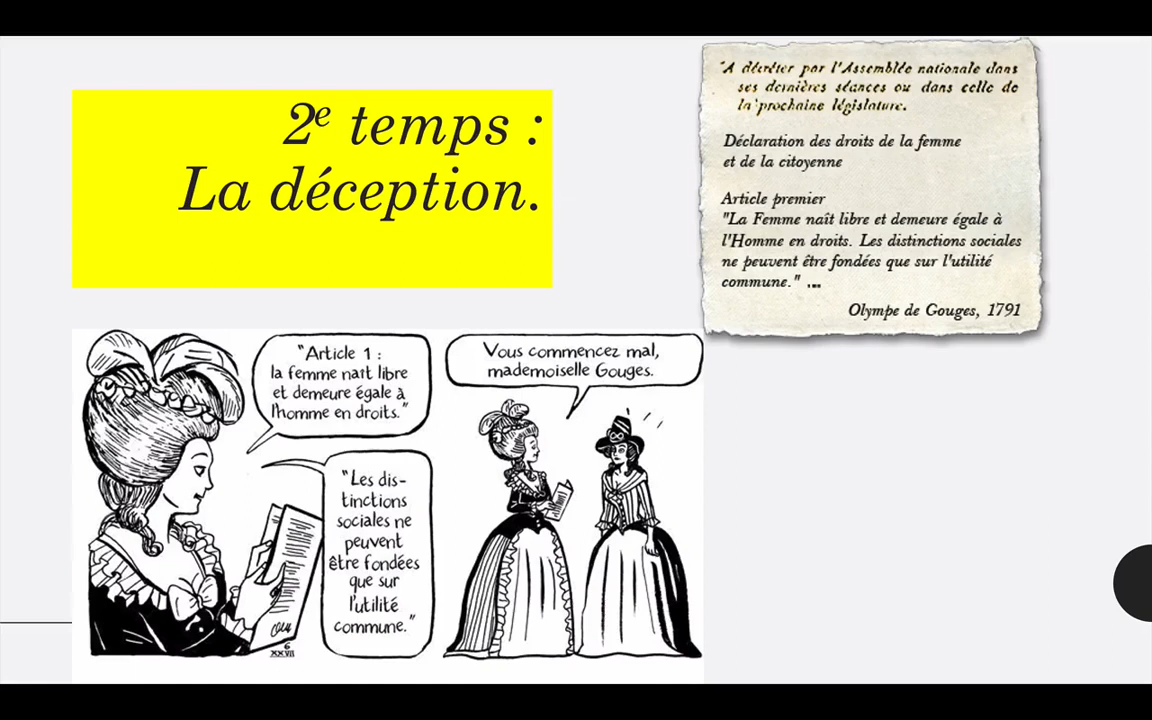 2e temps :
La déception.
"A décréter par l'Assemblée nationale dans
ses dernières séances ou dans celle de
la prochaine législature.
Déclaration des droits de la femme
et de la citoyenne
Article premier
"La Femme naît libre et demeure égale à
l'Homme en droits. Les distinctions sociales
ne peuvent être fondées que sur l'utilité
commune." ...
Olympe de Gouges, 1791
"Article 1 :
la femme naît libre
et demeure égale à
l'homme en droits."
"Les dis-
tinctions
sociales ne
peuvent
être fondées
que sur
l'utilité
commune."
6
XXVII
Vous commencez mal,
mademoiselle Gouges.